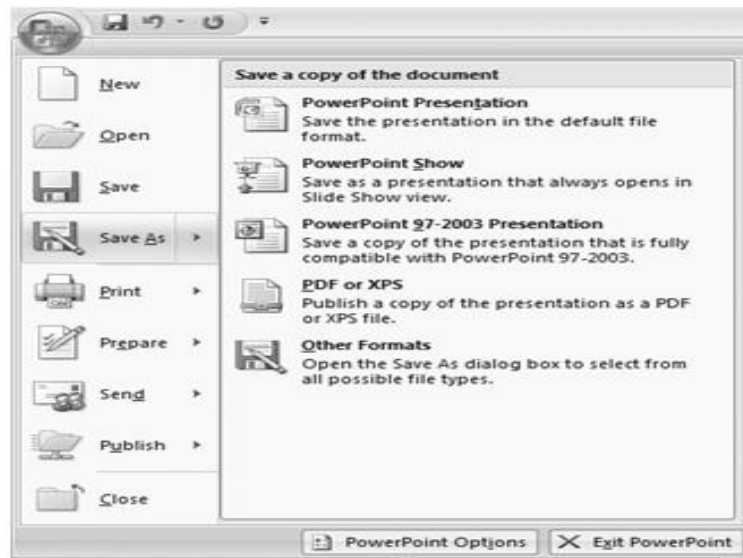 New
Open
Save
Save As
Print
Prepare
Send
Publish
Close
Save a copy of the document
PowerPoint Presentation
Save the presentation in the default file
format.
PowerPoint Show
Save as a presentation that always opens in
Slide Show view.
PowerPoint 97-2003 Presentation
Save a copy of the presentation that is fully
compatible with PowerPoint 97-2003.
PDF or XPS
Publish a copy of the presentation as a PDF
or XPS file.
Other Formats
Open the Save As dialog box to select from
all possible file types.
PowerPoint Options
Exit PowerPoint